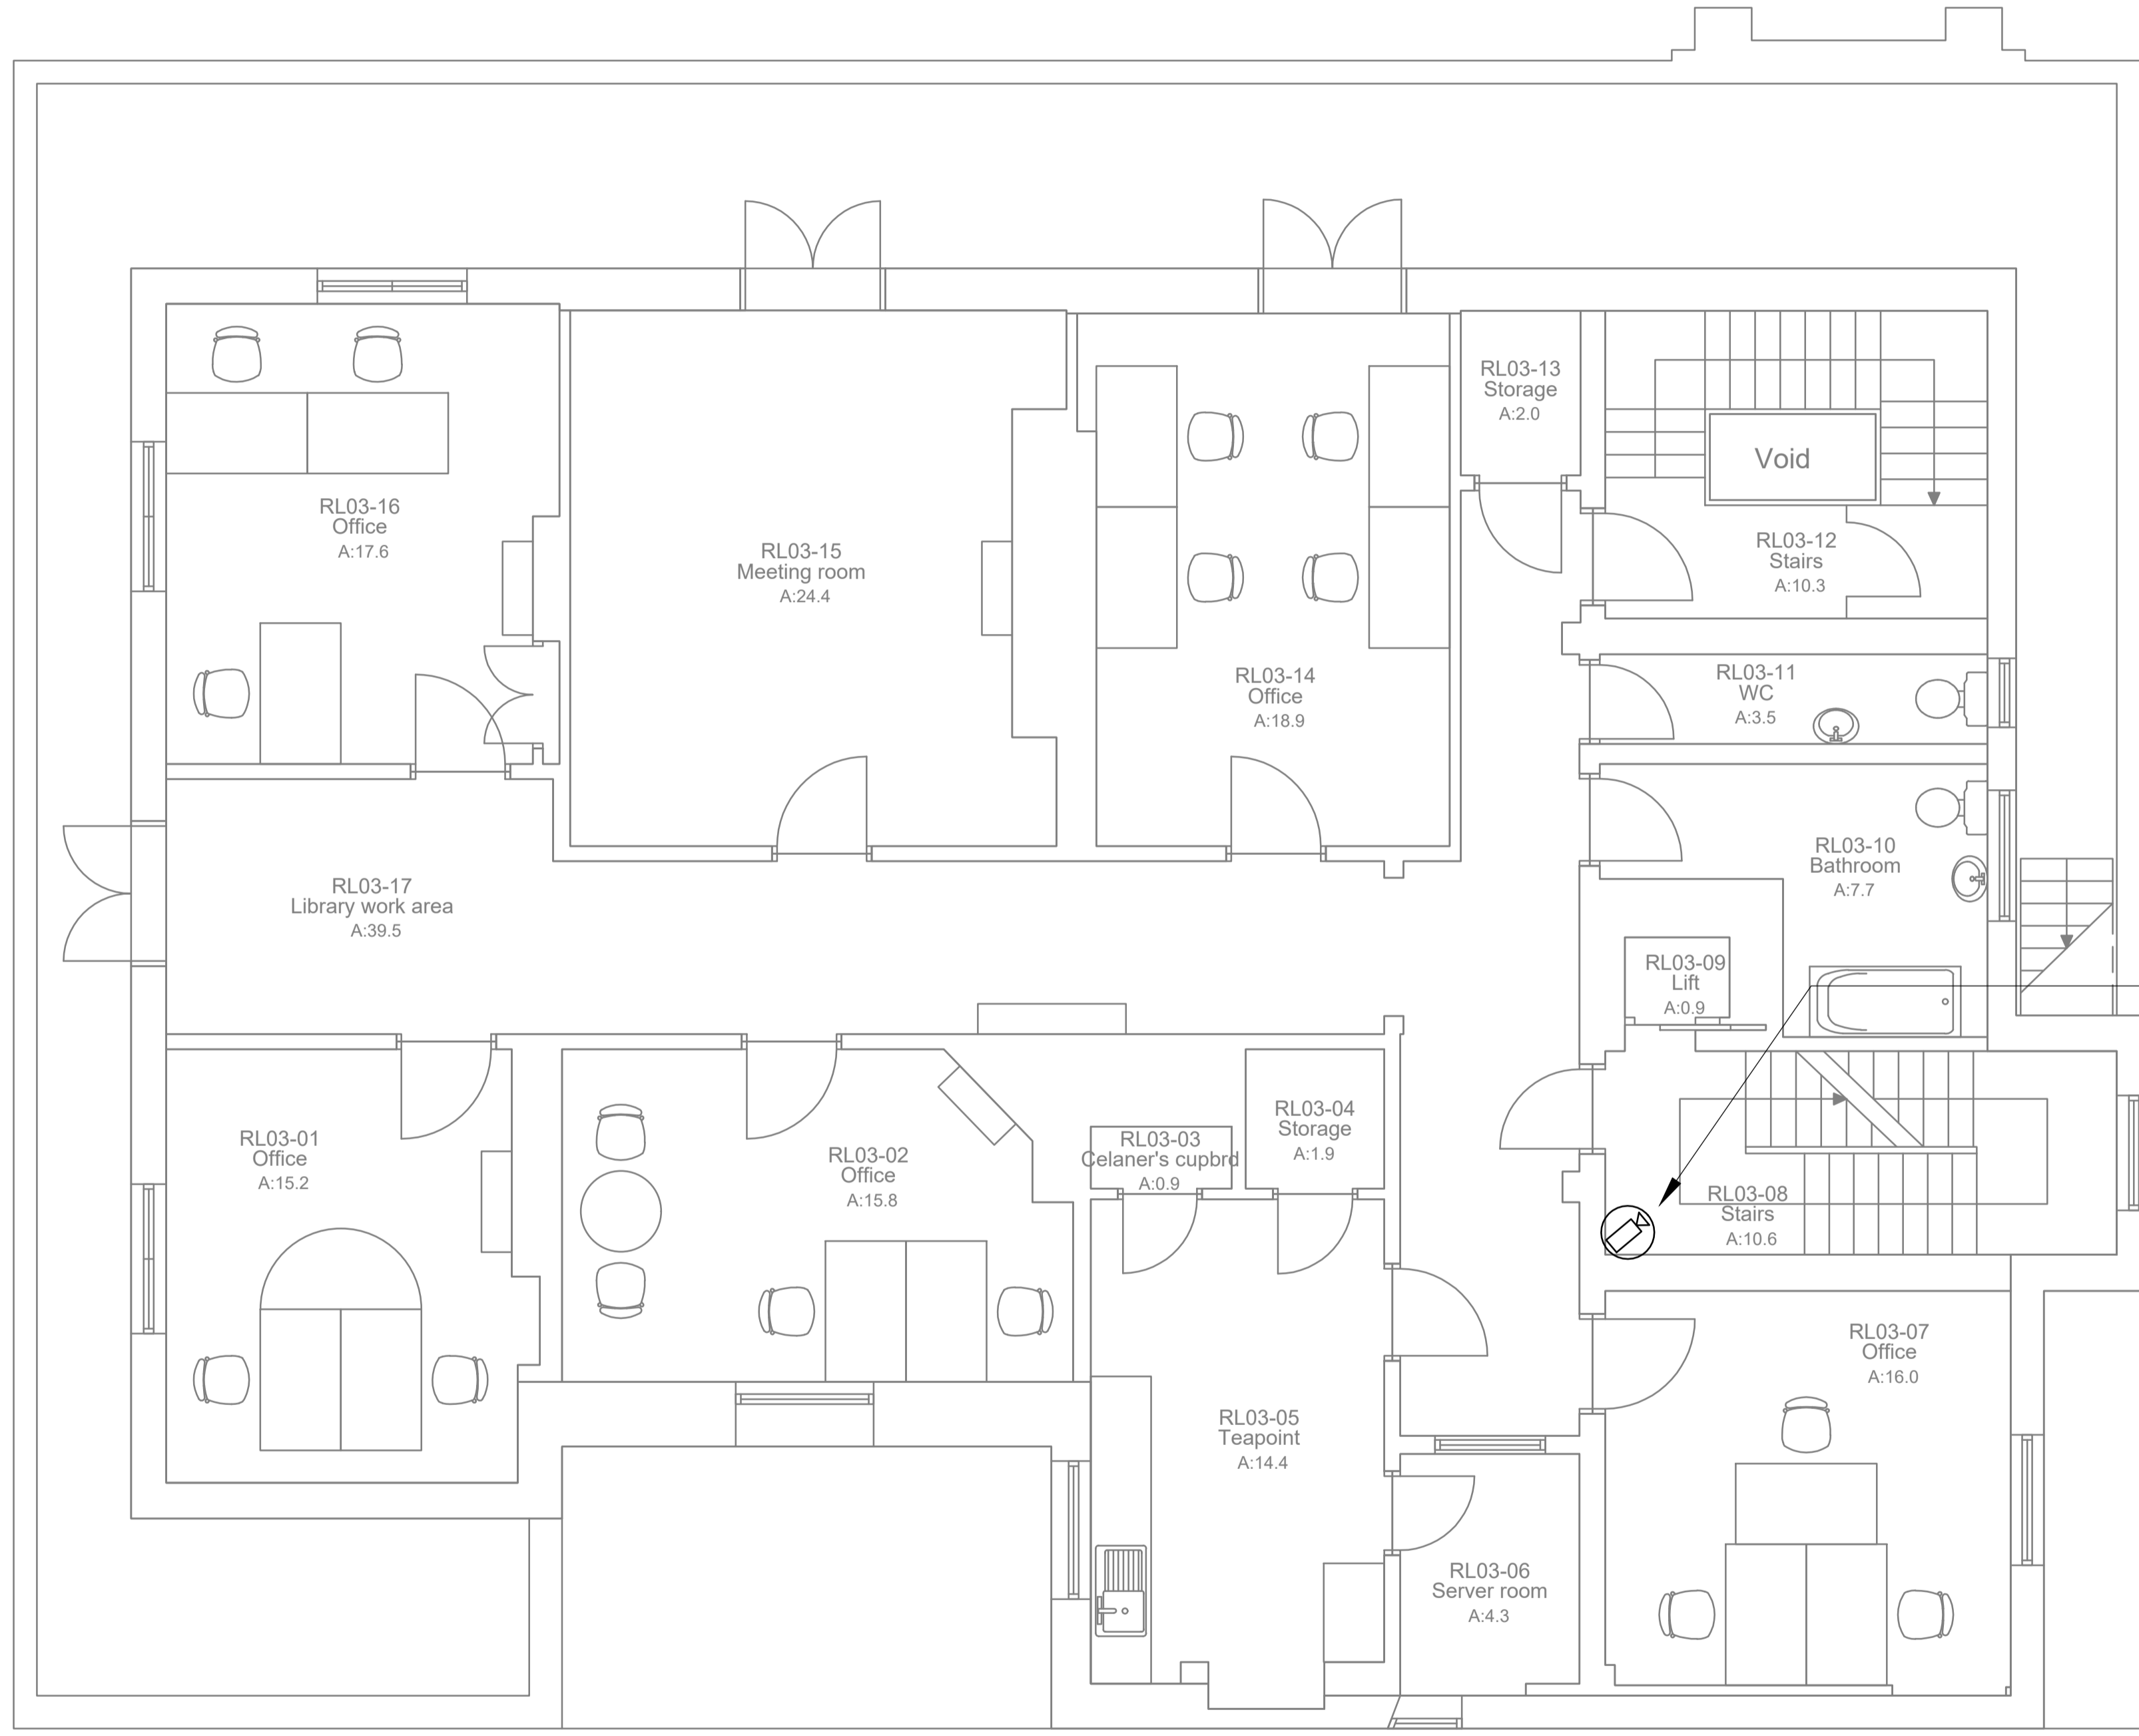 RL03-13
Storage
A:2.0
Void
RL03-16
Office
A:17.6
RL03-15
Meeting room
A:24.4
RL03-12
Stairs
A:10.3
RL03-14
Office
A:18.9
RL03-11
WC
A:3.5
RL03-10
Bathroom
A:7.7
RL03-17
Library work area
A:39.5
RL03-09
Lift
A:0.9
RL03-01
Office
A:15.2
RL03-02
Office
A:15.8
RL03-03
Celaner's cupbrd
A:0.9
RL03-04
Storage
A:1.9
RL03-08
Stairs
A:10.6
RL03-07
Office
A:16.0
RL03-05
Teapoint
A:14.4
RL03-06
Server room
A:4.3